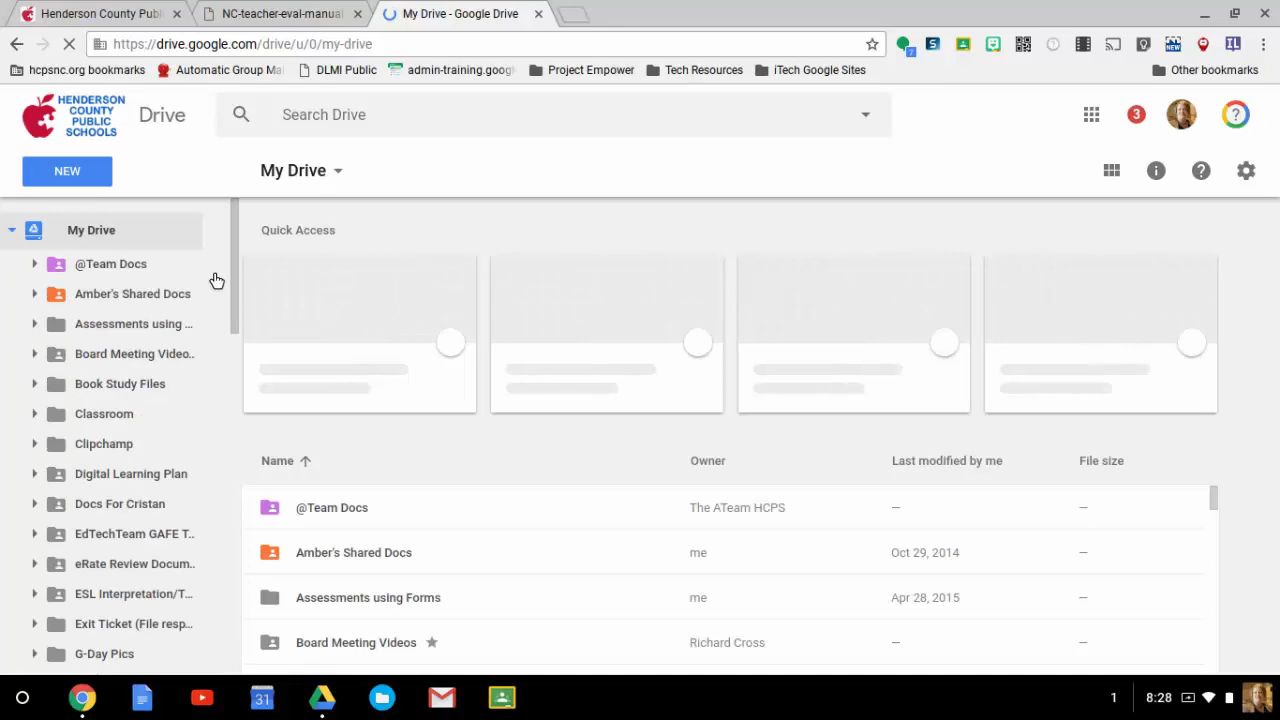 Henderson County Publi
NC-teacher-eval-manual
My Drive - Google Drive
https://drive.google.com/drive/u/0/my-drive
7
NEW
IL
hcpsnc.org bookmarks
Automatic Group Ma
DLMI Public
admin-training.goog
Project Empower
Tech Resources
iTech Google Sites
Other bookmarks
HENDERSON
COUNTY
PUBLIC
SCHOOLS
Drive
Search Drive
3
?
NEW
My Drive
?
My Drive
@Team Docs
Amber's Shared Docs
Assessments using ...
Board Meeting Video..
Book Study Files
Classroom
Clipchamp
Digital Learning Plan
Docs For Cristan
EdTechTeam GAFE T...
eRate Review Docum..
ESL Interpretation/T...
Exit Ticket (File resp...
G-Day Pics
Quick Access
Name Owner Last modified by me File size
@Team Docs The ATeam HCPS — —
Amber's Shared Docs me Oct 29, 2014 —
Assessments using Forms me Apr 28, 2015 —
Board Meeting Videos Richard Cross — —
31
1
8:28